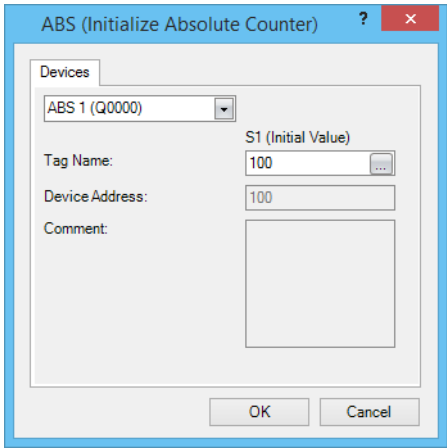 ABS (Initialize Absolute Counter) ?
Devices
ABS 1 (Q0000)
S1 (Initial Value)
Tag Name: 100 ...
Device Address: 100
Comment:
OK Cancel